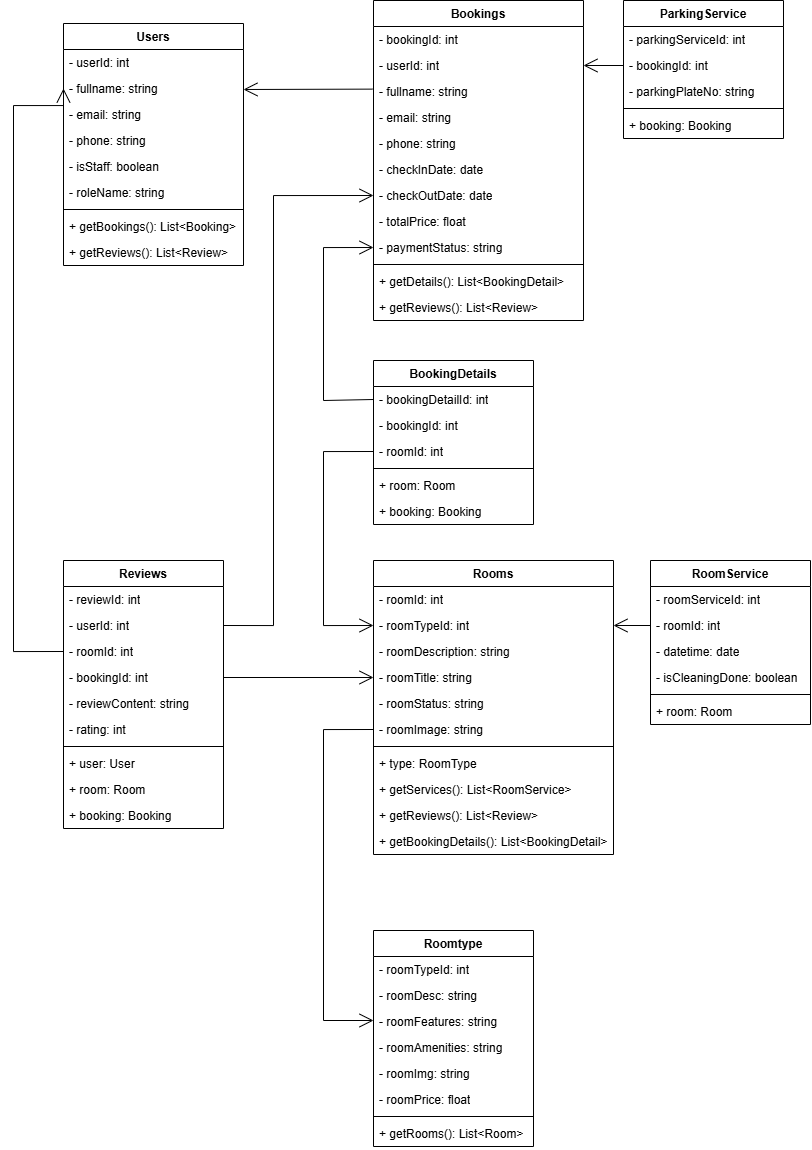 Users
- userId: int
- fullname: string
- email: string
- phone: string
- isStaff: boolean
- roleName: string
+ getBookings(): List<Booking>
+ getReviews(): List<Review>
Bookings
- bookingId: int
- userId: int
- fullname: string
- email: string
- phone: string
- checkInDate: date
- checkOutDate: date
- totalPrice: float
- paymentStatus: string
+ getDetails(): List<BookingDetail>
+ getReviews(): List<Review>
ParkingService
- parkingServiceId: int
- bookingId: int
- parkingPlateNo: string
+ booking: Booking
BookingDetails
- bookingDetailId: int
- bookingId: int
- roomId: int
+ room: Room
+ booking: Booking
Reviews
- reviewId: int
- userId: int
- roomId: int
- bookingId: int
- reviewContent: string
- rating: int
+ user: User
+ room: Room
+ booking: Booking
Rooms
- roomId: int
- roomTypeId: int
- roomDescription: string
- roomTitle: string
- roomStatus: string
- roomImage: string
+ type: RoomType
+ getServices(): List<RoomService>
+ getReviews(): List<Review>
+ getBookingDetails(): List<BookingDetail>
RoomService
- roomServiceId: int
- roomId: int
- datetime: date
- isCleaningDone: boolean
+ room: Room
Roomtype
- roomTypeId: int
- roomDesc: string
- roomFeatures: string
- roomAmenities: string
- roomImg: string
- roomPrice: float
+ getRooms(): List<Room>